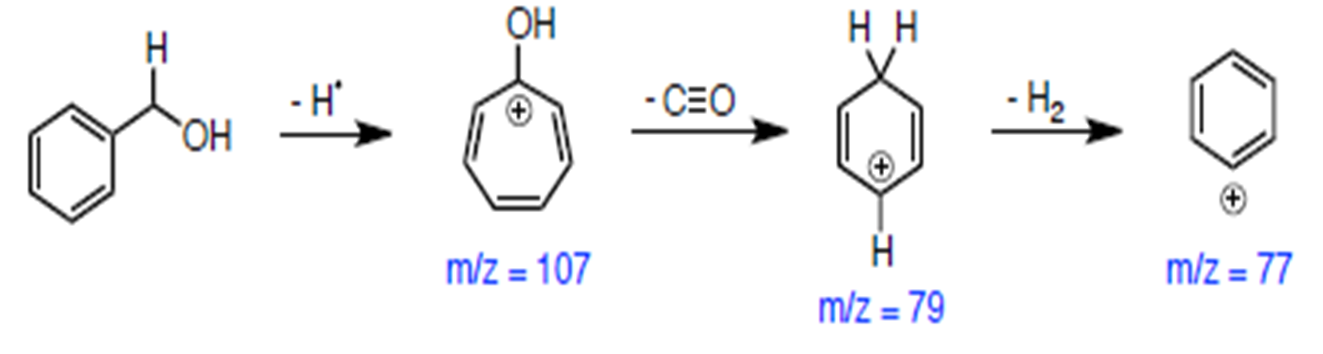 H
OH
- H•
OH
+
m/z = 107
- C≡O
H H
+
H
m/z = 79
- H₂
+
m/z = 77